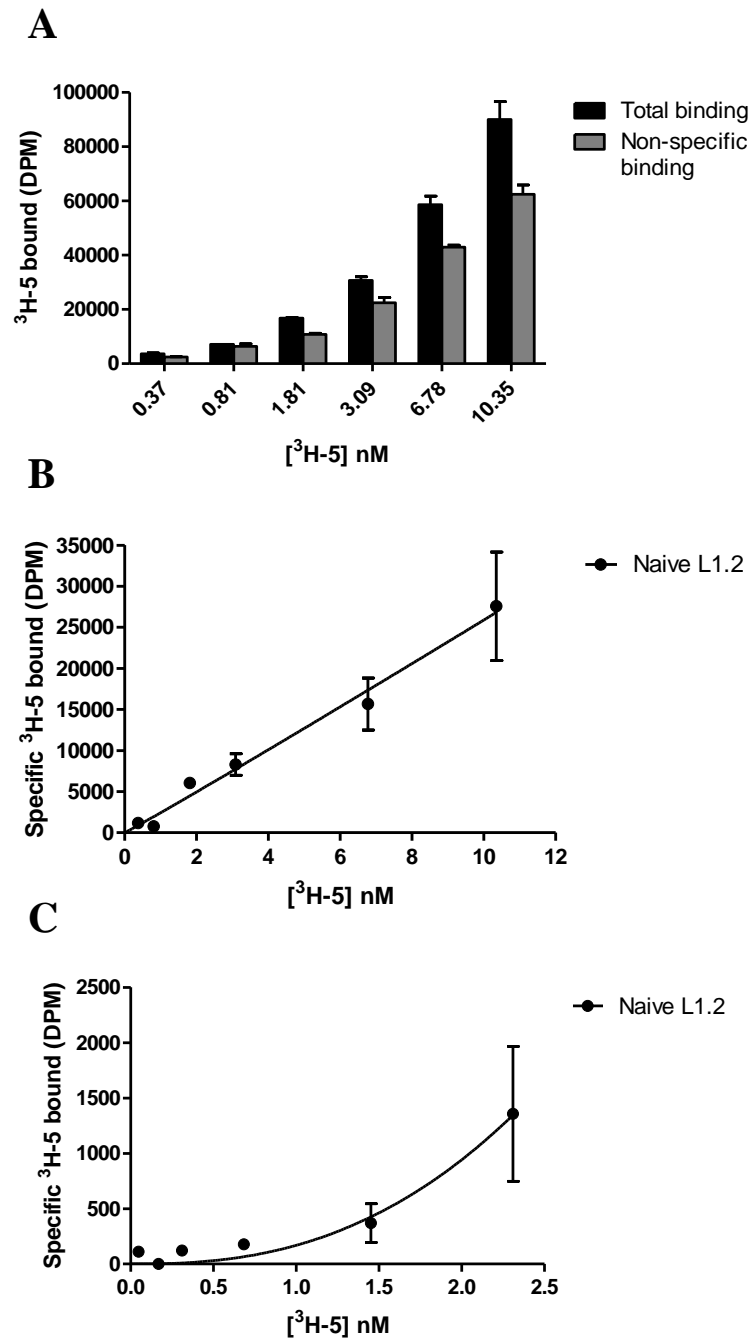 A
100000
80000
60000
40000
20000
0
³H-5 bound (DPM)
Total binding
Non-specific
binding
0.37
0.81
1.81
3.09
6.78
10.35
[³H-5] nM
B
35000
30000
25000
20000
15000
10000
5000
0
Specific ³H-5 bound (DPM)
Naive L1.2
0
2
4
6
8
10
12
[³H-5] nM
C
2500
2000
1500
1000
500
0
Specific ³H-5 bound (DPM)
Naive L1.2
0.0
0.5
1.0
1.5
2.0
2.5
[³H-5] nM